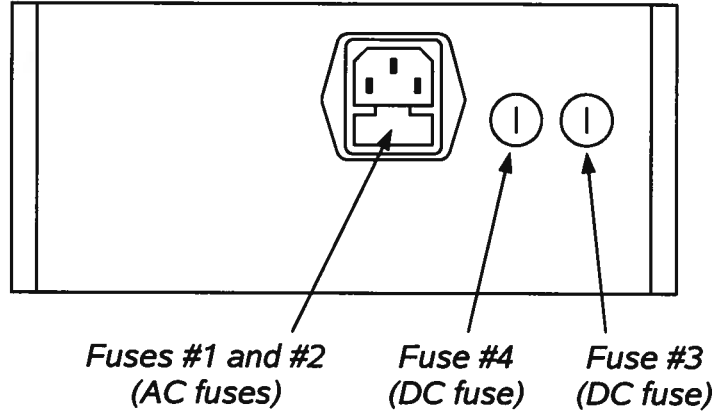 Fuses #1 and #2
(AC fuses)
Fuse #4
(DC fuse)
Fuse #3
(DC fuse)